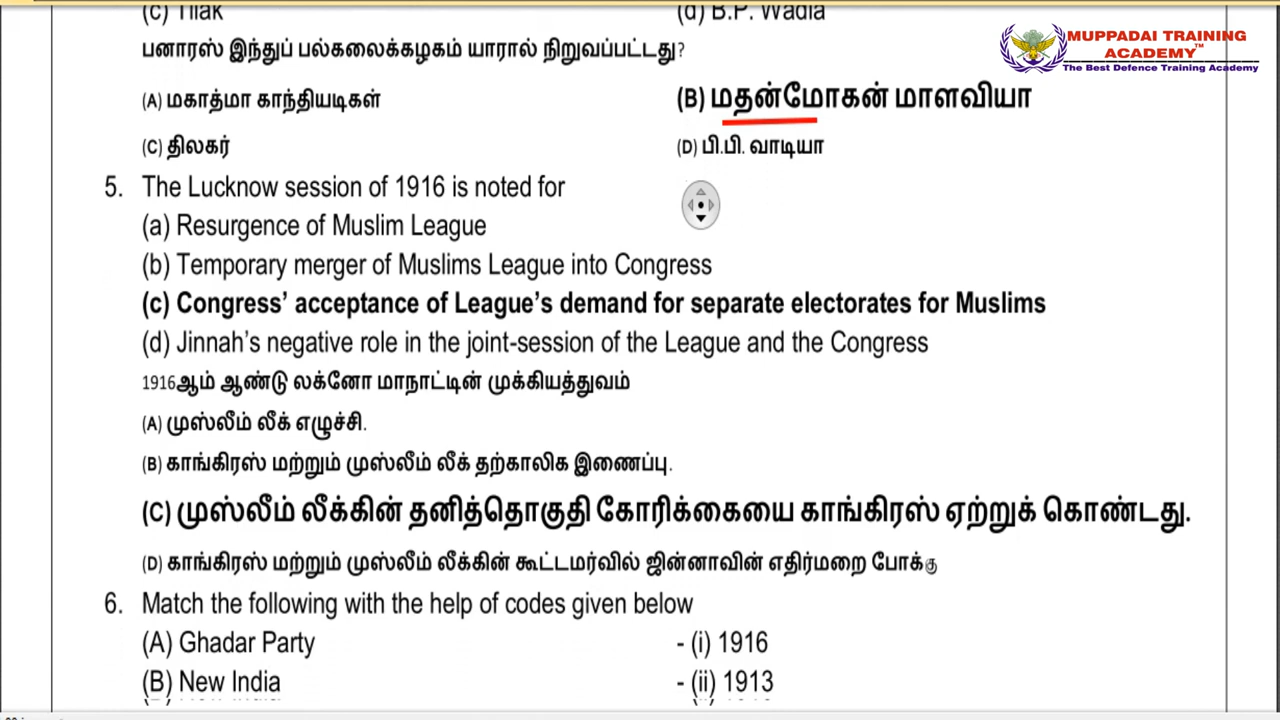 (c) Tilak (d) B.P. Wadia
பனாரஸ் இந்துப் பல்கலைக்கழகம் யாரால் நிறுவப்பட்டது?
(A) மகாத்மா காந்தியடிகள் (B) மதன்மோகன் மாளவியா
(C) திலகர் (D) பி.பி. வாடியா
5. The Lucknow session of 1916 is noted for
(a) Resurgence of Muslim League
(b) Temporary merger of Muslims League into Congress
(c) Congress' acceptance of League's demand for separate electorates for Muslims
(d) Jinnah's negative role in the joint-session of the League and the Congress
1916ஆம் ஆண்டு லக்னோ மாநாட்டின் முக்கியத்துவம்
(A) முஸ்லீம் லீக் எழுச்சி.
(B) காங்கிரஸ் மற்றும் முஸ்லீம் லீக் தற்காலிக இணைப்பு.
(C) முஸ்லீம் லீக்கின் தனித்தொகுதி கோரிக்கையை காங்கிரஸ் ஏற்றுக் கொண்டது.
(D) காங்கிரஸ் மற்றும் முஸ்லீம் லீக்கின் கூட்டமர்வில் ஜின்னாவின் எதிர்மறை போக்கு
6. Match the following with the help of codes given below
(A) Ghadar Party - (i) 1916
(B) New India - (ii) 1913
MUPPADAI TRAINING
ACADEMY™
The Best Defence Training Academy